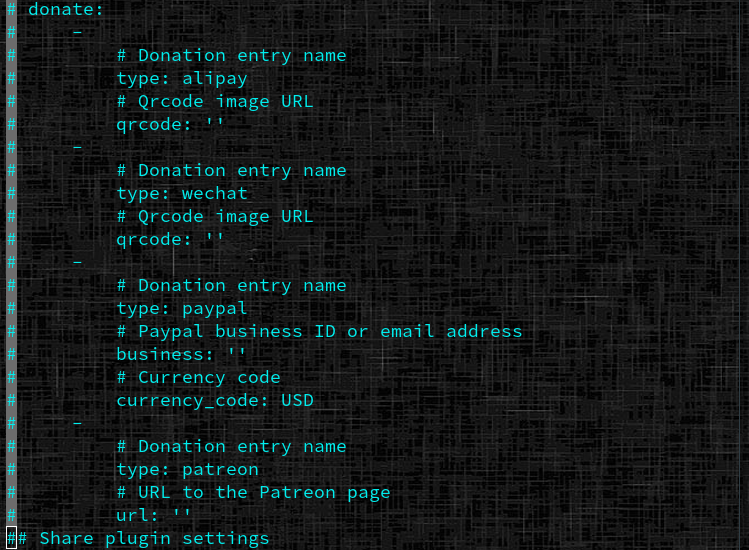 # donate:
#     -
#         # Donation entry name
#         type: alipay
#         # Qrcode image URL
#         qrcode: ''
#     -
#         # Donation entry name
#         type: wechat
#         # Qrcode image URL
#         qrcode: ''
#     -
#         # Donation entry name
#         type: paypal
#         # Paypal business ID or email address
#         business: ''
#         # Currency code
#         currency_code: USD
#     -
#         # Donation entry name
#         type: patreon
#         # URL to the Patreon page
#         url: ''
## Share plugin settings